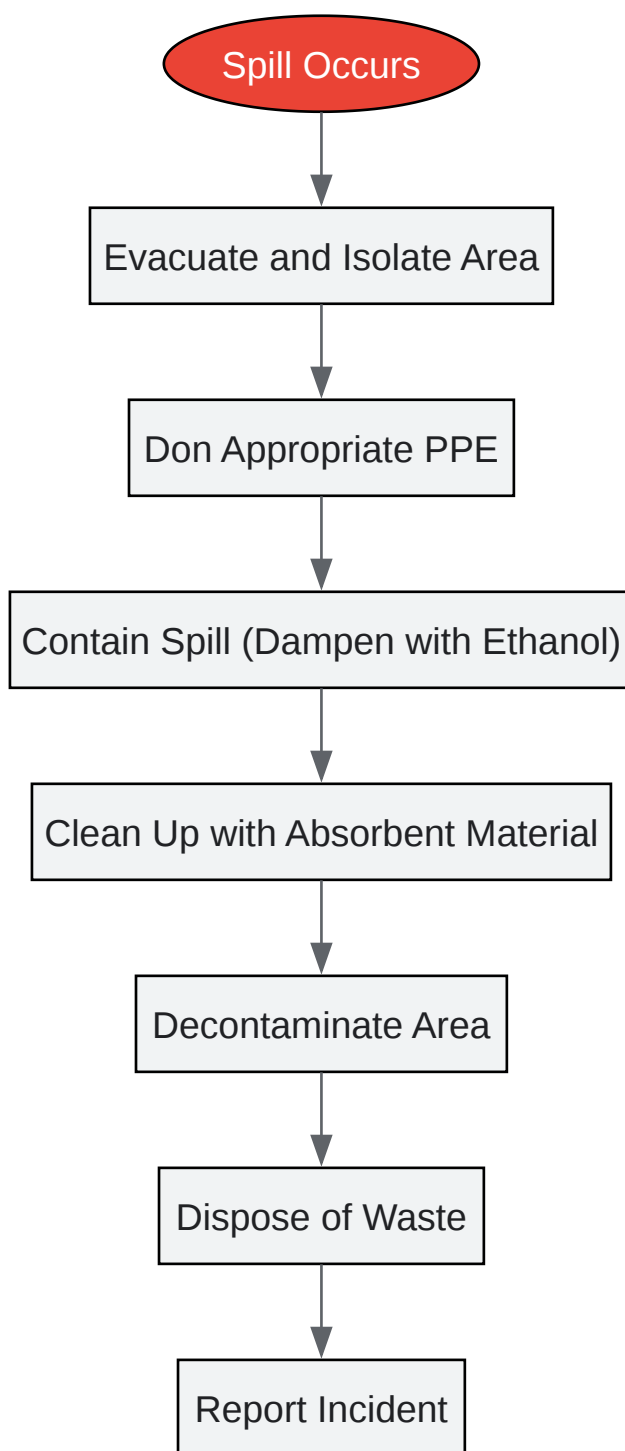 Spill Occurs
Evacuate and Isolate Area
Don Appropriate PPE
Contain Spill (Dampen with Ethanol)
Clean Up with Absorbent Material
Decontaminate Area
Dispose of Waste
Report Incident